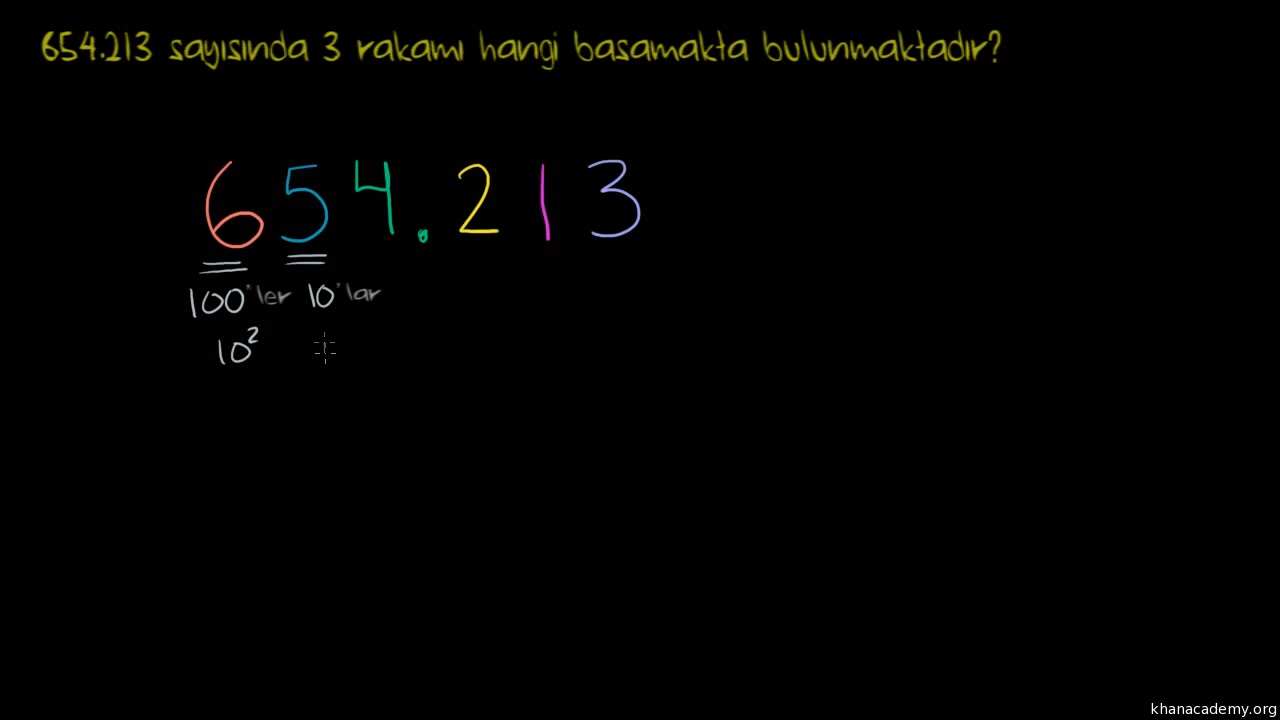 654.213 sayısında 3 rakamı hangi basamakta bulunmaktadır?
654.213
100'ler 10'lar
10²
khanacademy.org